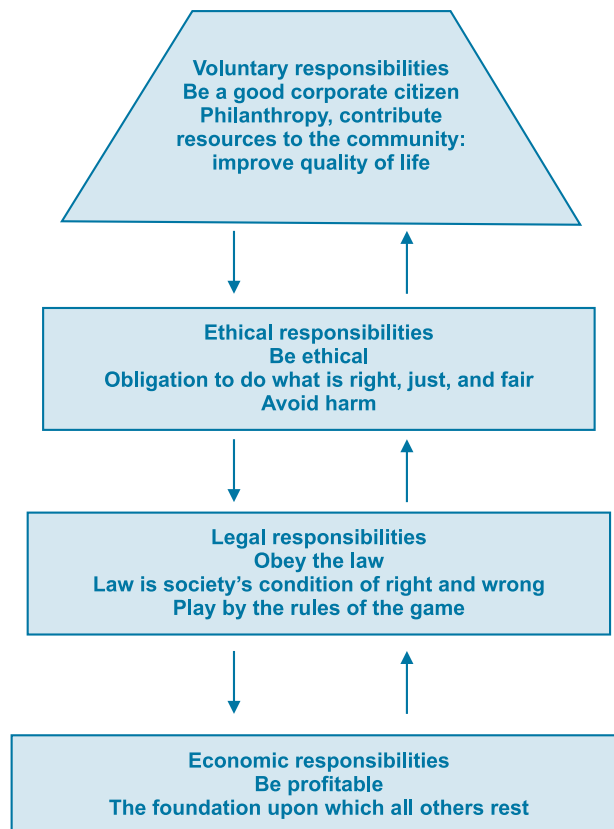 Voluntary responsibilities
Be a good corporate citizen
Philanthropy, contribute
resources to the community:
improve quality of life
Ethical responsibilities
Be ethical
Obligation to do what is right, just, and fair
Avoid harm
Legal responsibilities
Obey the law
Law is society’s condition of right and wrong
Play by the rules of the game
Economic responsibilities
Be profitable
The foundation upon which all others rest